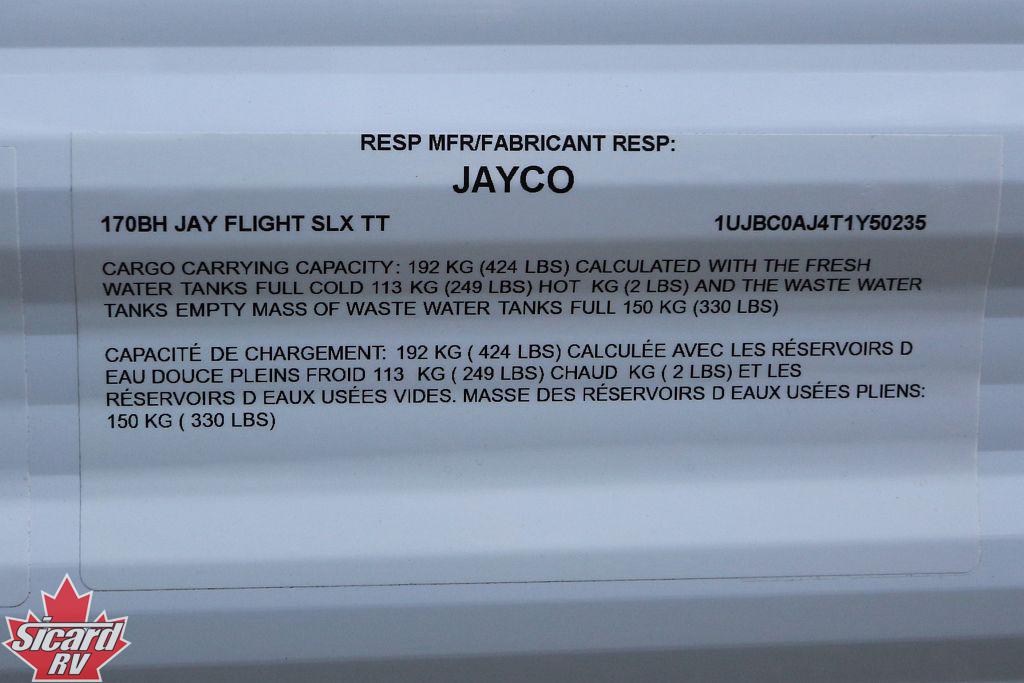 RESP MFR/FABRICANT RESP:
JAYCO
170BH JAY FLIGHT SLX TT 1UJBC0AJ4T1Y50235
CARGO CARRYING CAPACITY: 192 KG (424 LBS) CALCULATED WITH THE FRESH
WATER TANKS FULL COLD 113 KG (249 LBS) HOT KG (2 LBS) AND THE WASTE WATER
TANKS EMPTY MASS OF WASTE WATER TANKS FULL 150 KG (330 LBS)
CAPACITÉ DE CHARGEMENT: 192 KG ( 424 LBS) CALCULÉE AVEC LES RÉSERVOIRS D
EAU DOUCE PLEINS FROID 113 KG ( 249 LBS) CHAUD KG ( 2 LBS) ET LES
RÉSERVOIRS D EAUX USÉES VIDES. MASSE DES RÉSERVOIRS D EAUX USÉES PLIENS:
150 KG ( 330 LBS)
Sicard
RV